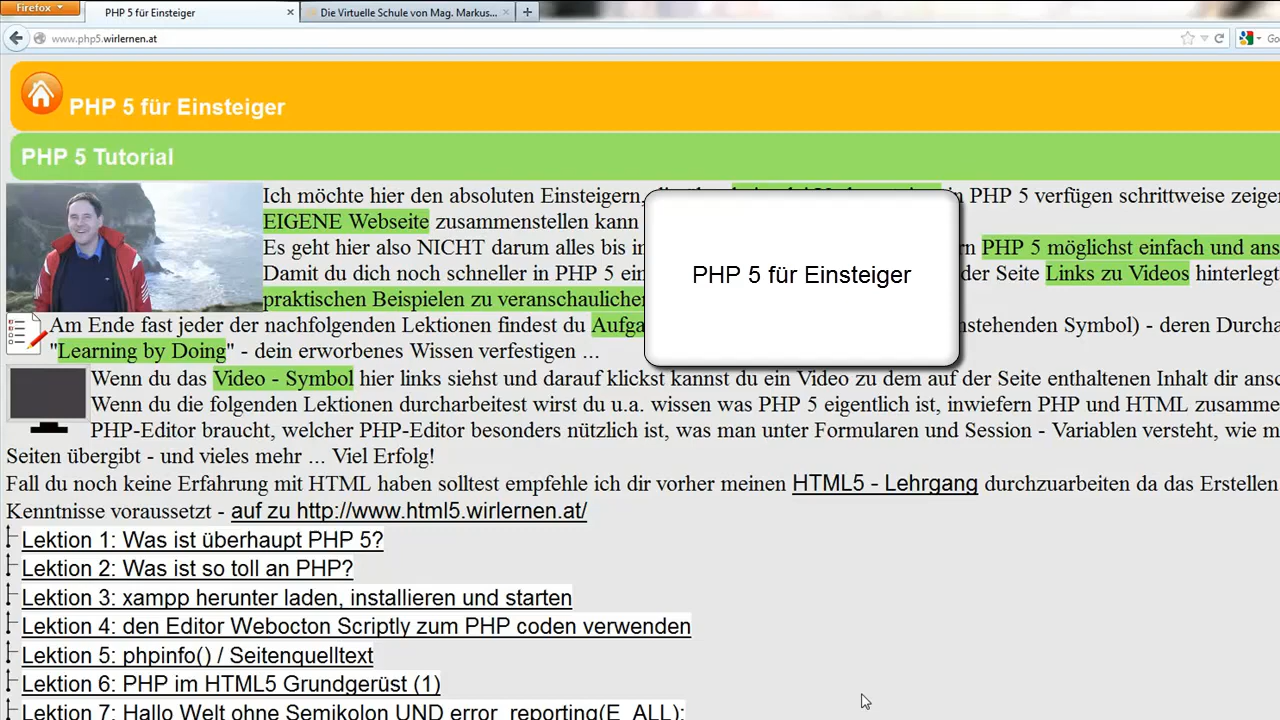 Firefox
PHP 5 für Einsteiger
Die Virtuelle Schule von Mag. Markus...
www.php5.wirlernen.at
PHP 5 für Einsteiger
PHP 5 Tutorial
Ich möchte hier den absoluten Einsteigern, in PHP 5 verfügen schrittweise zeigen
EIGENE Webseite zusammenstellen kann
Es geht hier also NICHT darum alles bis PHP 5 möglichst einfach und
Damit du dich noch schneller in PHP 5 der Seite Links zu Videos hinterlegt
praktischen Beispielen zu veranschaulichen
PHP 5 für Einsteiger
Am Ende fast jeder der nachfolgenden Lektionen findest du Symbol) - deren
"Learning by Doing" - dein erworbenes Wissen verfestigen ...
Wenn du das Video - Symbol hier links siehst und darauf klickst kannst du ein Video zu dem auf der Seite enthaltenen Inhalt dir
Wenn du die folgenden Lektionen durcharbeitest wirst du u.a. wissen was PHP 5 eigentlich ist, inwiefern PHP und HTML
PHP-Editor braucht, welcher PHP-Editor besonders nützlich ist, was man unter Formularen und Session - Variablen versteht, wie
Seiten übergibt - und vieles mehr ... Viel Erfolg!
Fall du noch keine Erfahrung mit HTML haben solltest empfehle ich dir vorher meinen HTML5 - Lehrgang durchzuarbeiten da das Erstellen
Kenntnisse voraussetzt - auf zu http://www.html5.wirlernen.at/
Lektion 1: Was ist überhaupt PHP 5?
Lektion 2: Was ist so toll an PHP?
Lektion 3: xampp herunter laden, installieren und starten
Lektion 4: den Editor Webocton Scriptly zum PHP coden verwenden
Lektion 5: phpinfo() / Seitenquelltext
Lektion 6: PHP im HTML5 Grundgerüst (1)
Lektion 7: Hallo Welt ohne Semikolon UND error_reporting(E_ALL);